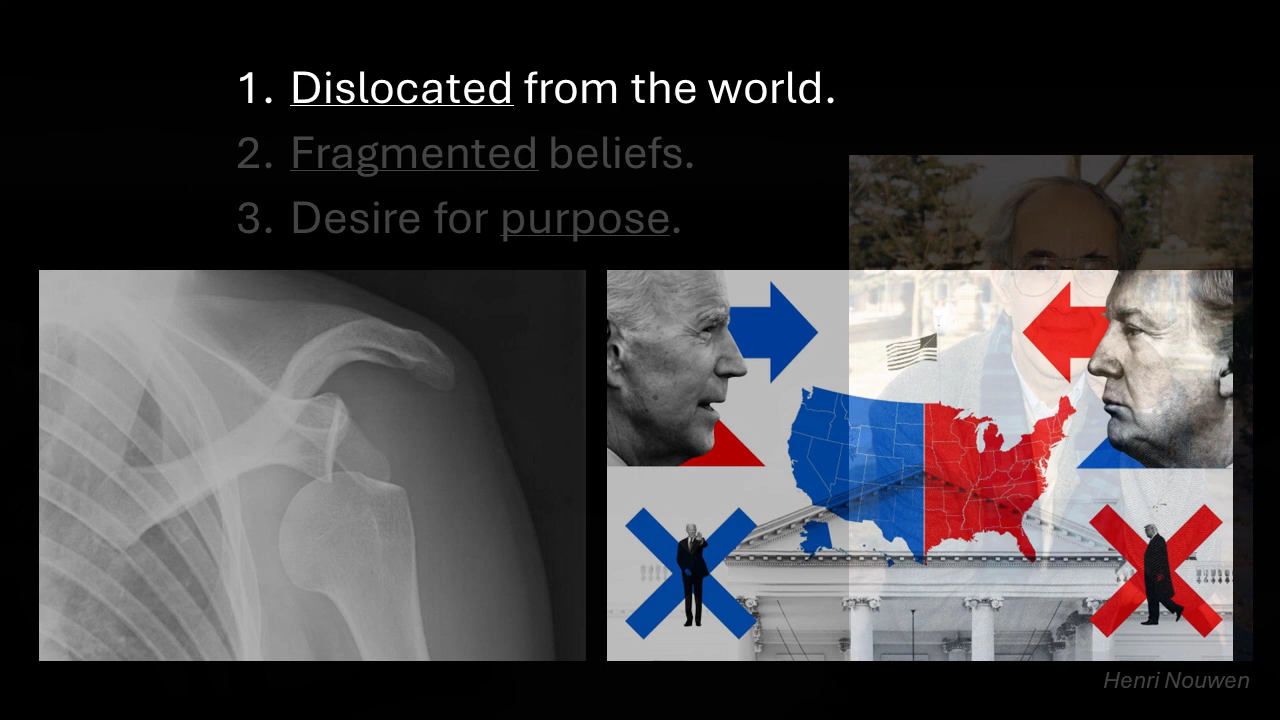 1. Dislocated from the world.
2. Fragmented beliefs.
3. Desire for purpose.
Henri Nouwen